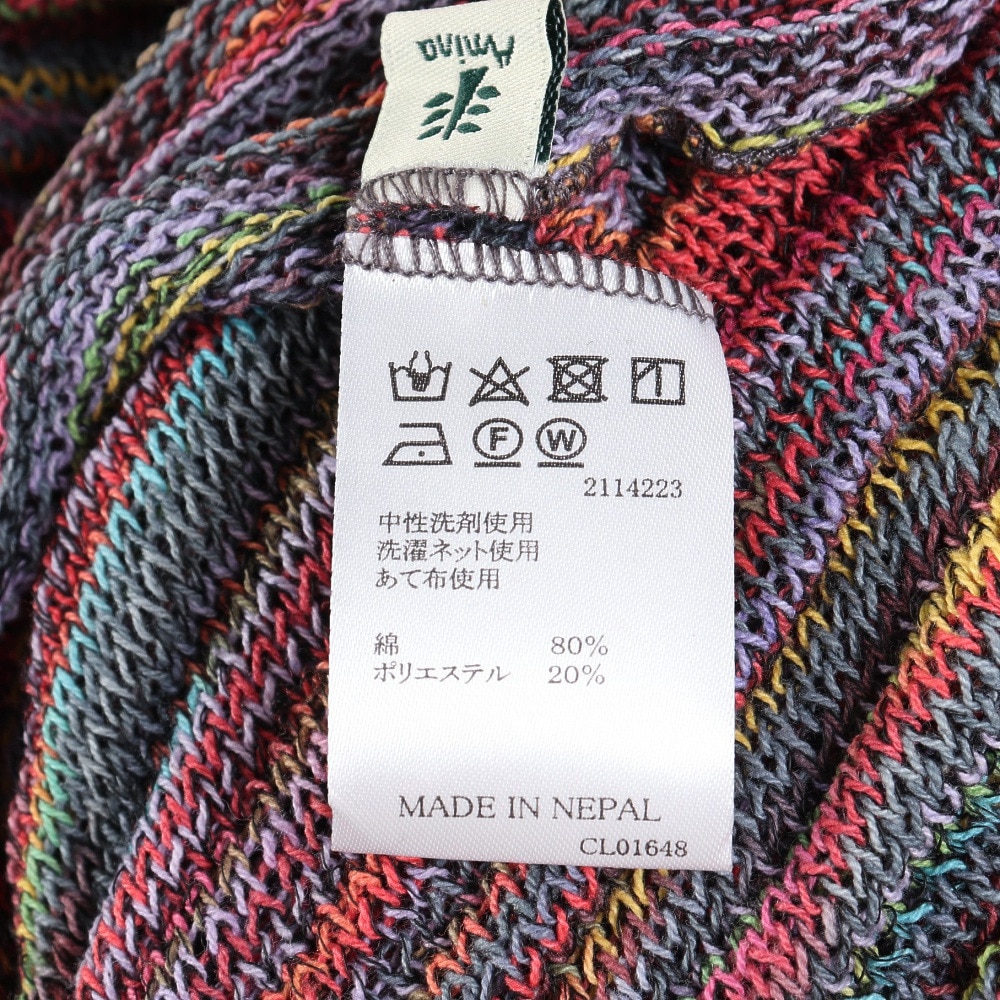 Amina
F W
2114223
中性洗剤使用
洗濯ネット使用
あて布使用
綿 80%
ポリエステル 20%
MADE IN NEPAL
CL01648